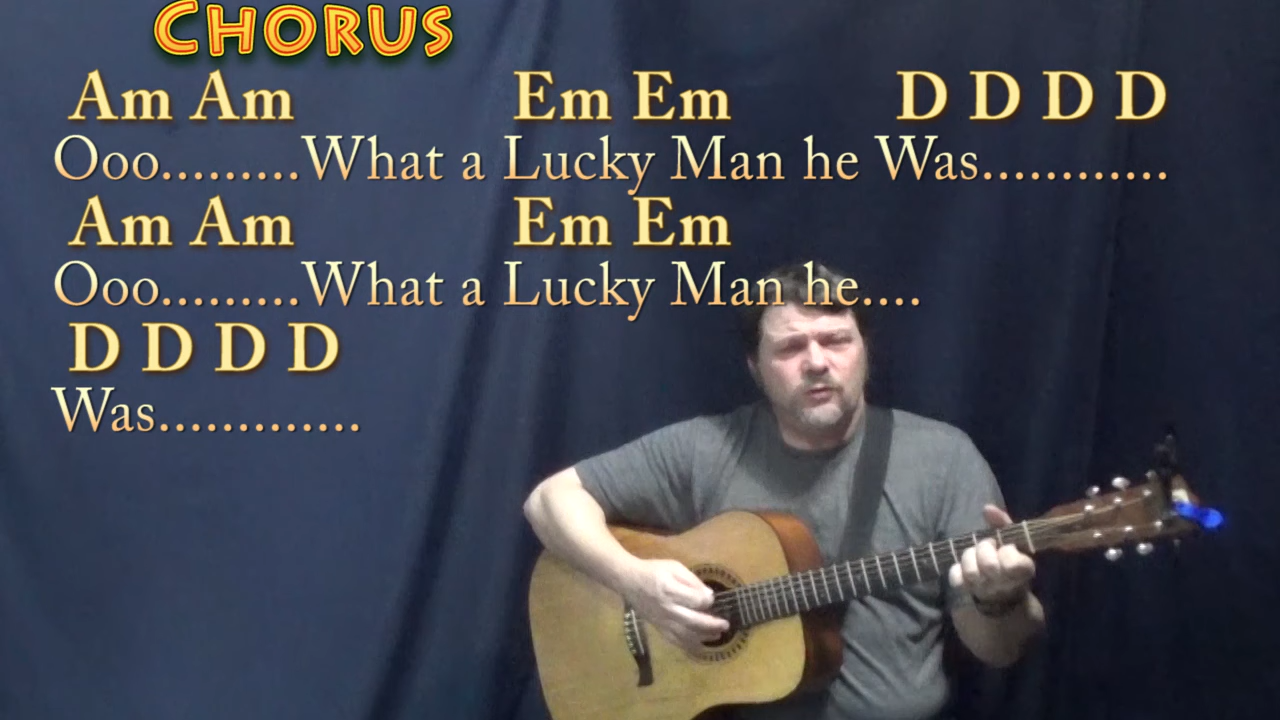 CHORUS
Am Am Em Em D D D D
Ooo.........What a Lucky Man he Was............
Am Am Em Em
Ooo.........What a Lucky Man he....
D D D D
Was.............